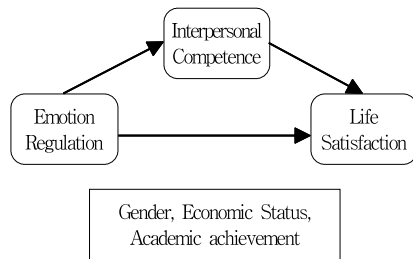 Interpersonal
Competence
Emotion
Regulation
Life
Satisfaction
Gender, Economic Status,
Academic achievement